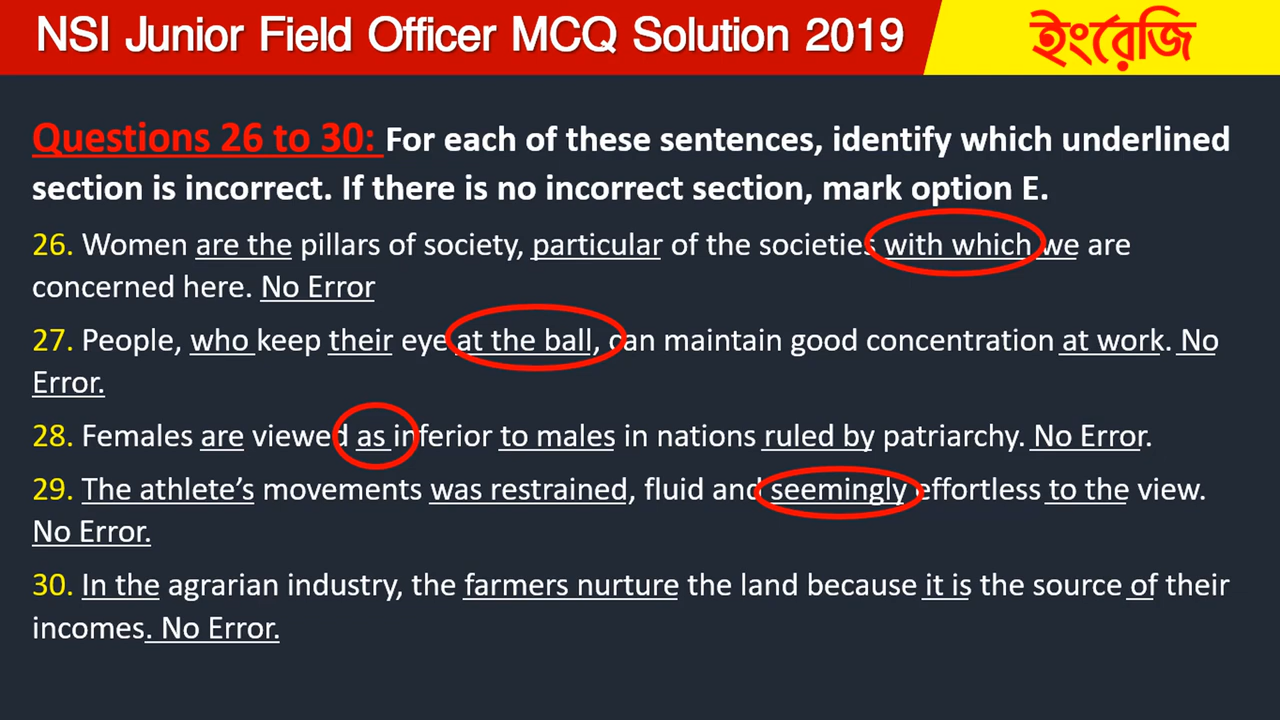 NSI Junior Field Officer MCQ Solution 2019
ইংরেজি
Questions 26 to 30: For each of these sentences, identify which underlined
section is incorrect. If there is no incorrect section, mark option E.
26. Women are the pillars of society, particular of the societies with which we are
concerned here. No Error
27. People, who keep their eye at the ball, can maintain good concentration at work. No
Error.
28. Females are viewed as inferior to males in nations ruled by patriarchy. No Error.
29. The athlete's movements was restrained, fluid and seemingly effortless to the view.
No Error.
30. In the agrarian industry, the farmers nurture the land because it is the source of their
incomes. No Error.